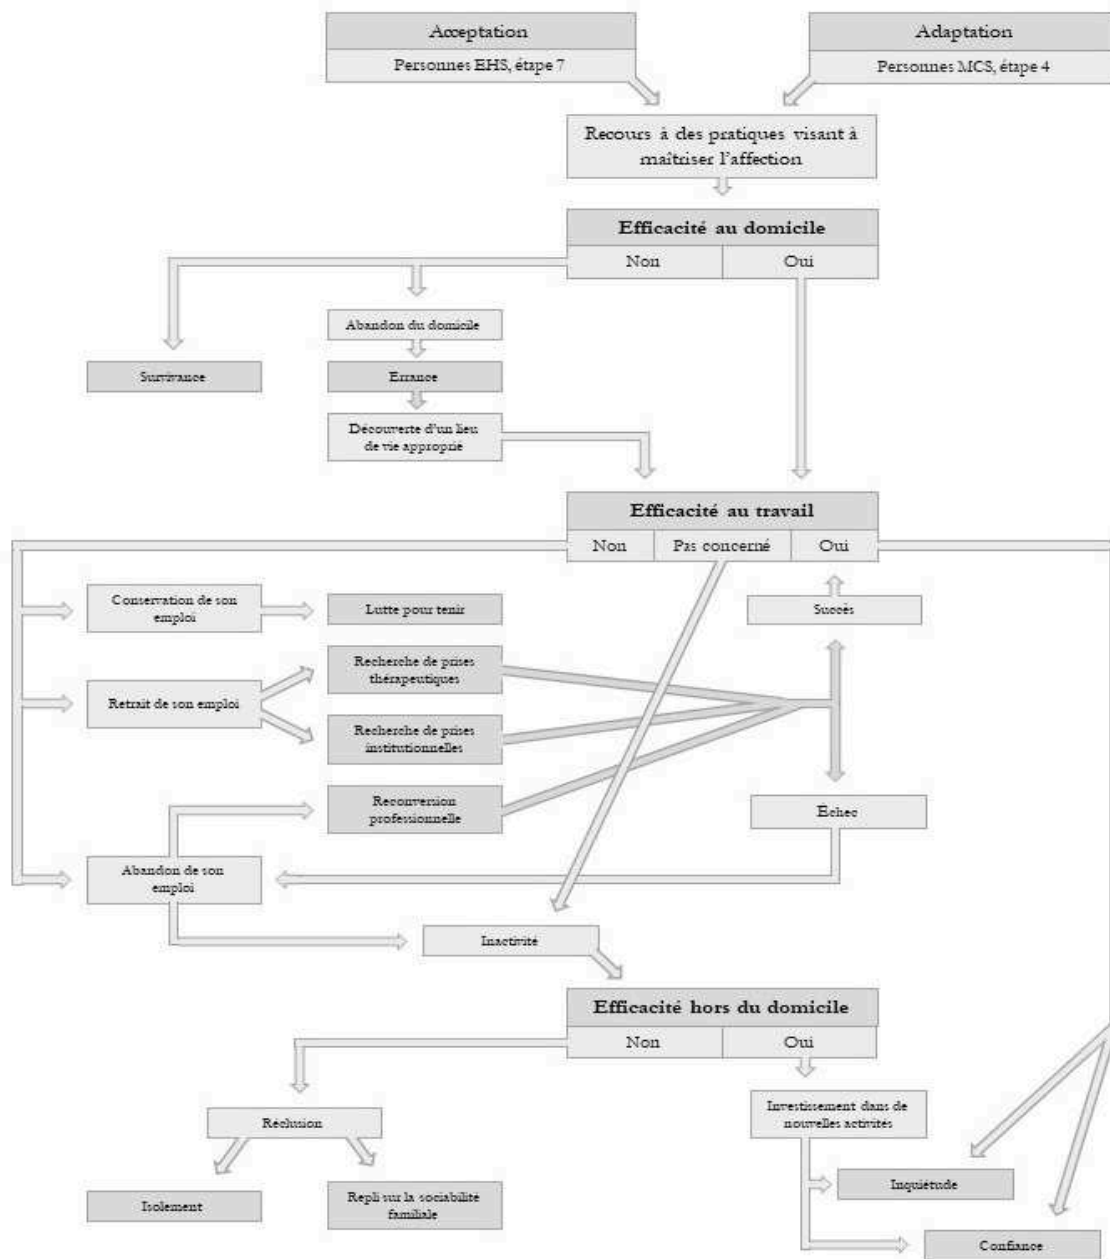 Acceptation
Personnes EHS, étape 7
Adaptation
Personnes MCS, étape 4
Recours à des pratiques visant à
maîtriser l'affection
Efficacité au domicile
Non
Oui
Abandon du domicile
Survivance
Errance
Découverte d'un lieu
de vie approprié
Efficacité au travail
Non
Pas concerné
Oui
Conservation de son
emploi
Lutte pour tenir
Succès
Recherche de prises
thérapeutiques
Retrait de son emploi
Recherche de prises
institutionnelles
Reconversion
professionnelle
Échec
Abandon de son
emploi
Inactivité
Efficacité hors du domicile
Non
Oui
Réclusion
Investissement dans de
nouvelles activités
Isolement
Repli sur la sociabilité
familiale
Inquiétude
Confiance